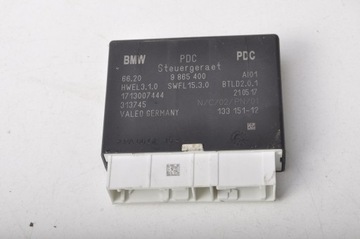 BMW PDC PDC
Steuergeraet
66.20 9 865 400 AI01
HWEL3.1.0 SWFL15.3.0 BTLD2.0.1
1713007444 210517
313745
VALEO GERMANY 133 151-12